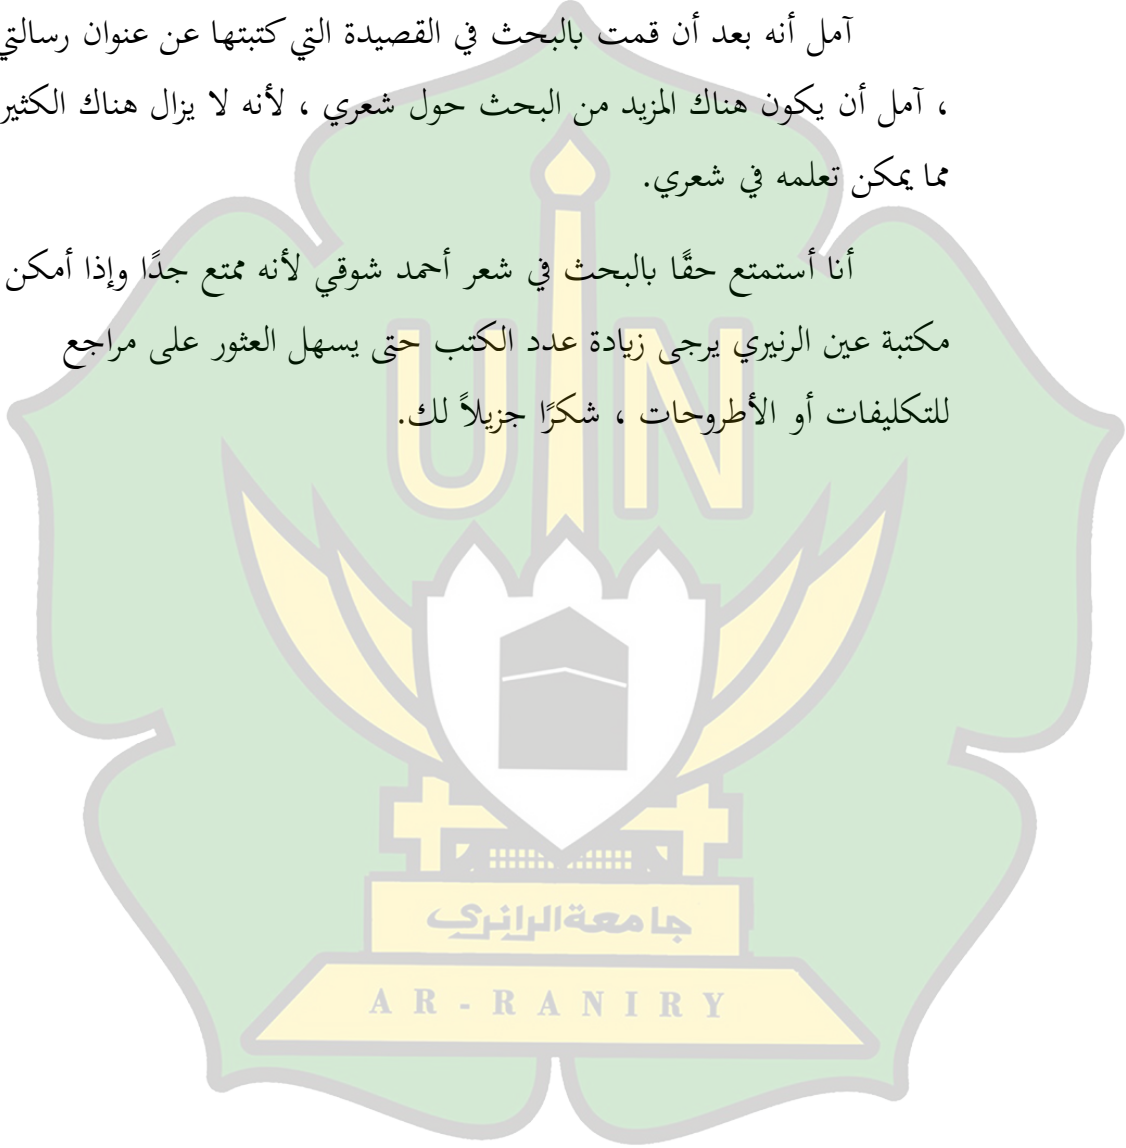 آمل أنه بعد أن قمت بالبحث في القصيدة التي كتبتها عن عنوان رسالتي
، آمل أن يكون هناك المزيد من البحث حول شعري ، لأنه لا يزال هناك الكثير
مما يمكن تعلمه في شعري.
أنا أستمتع حقًا بالبحث في شعر أحمد شوقي لأنه ممتع جدًا وإذا أمكن
مكتبة عين الرنيري يرجى زيادة عدد الكتب حتى يسهل العثور على مراجع
للتكليفات أو الأطروحات ، شكرًا جزيلاً لك.
UIN
جامعة الرانري
AR-RANIRY